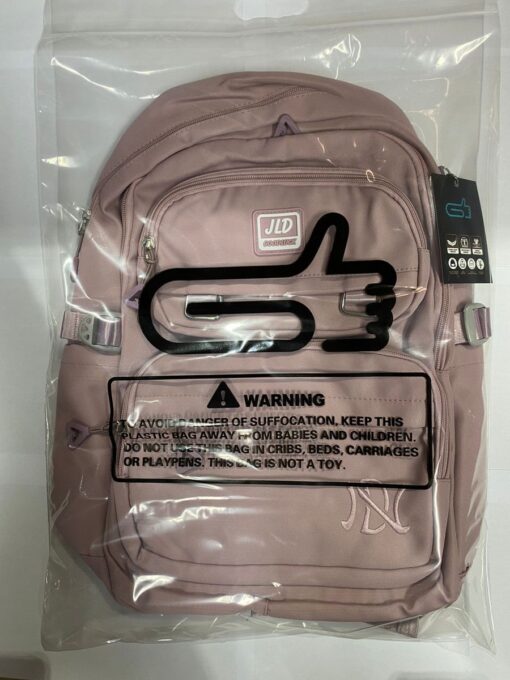 JLD
WARNING
TO AVOID DANGER OF SUFFOCATION, KEEP THIS
PLASTIC BAG AWAY FROM BABIES AND CHILDREN.
DO NOT USE THIS BAG IN CRIBS, BEDS, CARRIAGES
OR PLAYPENS. THIS BAG IS NOT A TOY.